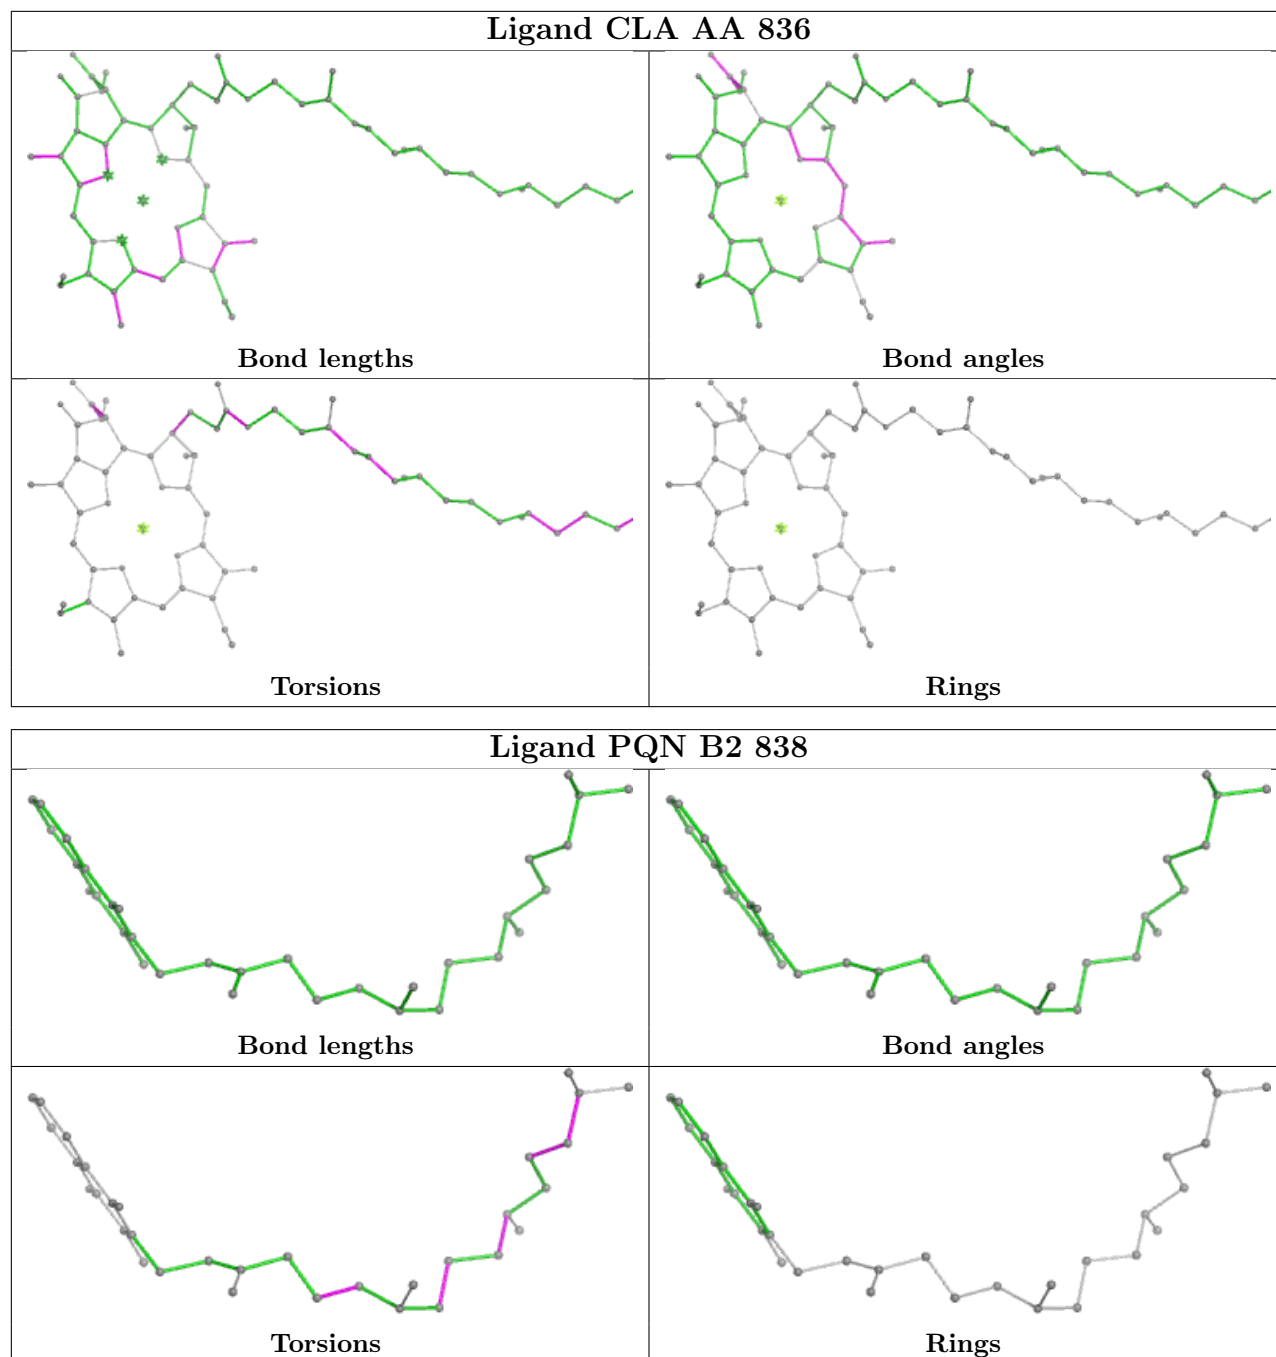 Ligand CLA AA 836
Bond lengths
Bond angles
Torsions
Rings
Ligand PQN B2 838
Bond lengths
Bond angles
Torsions
Rings